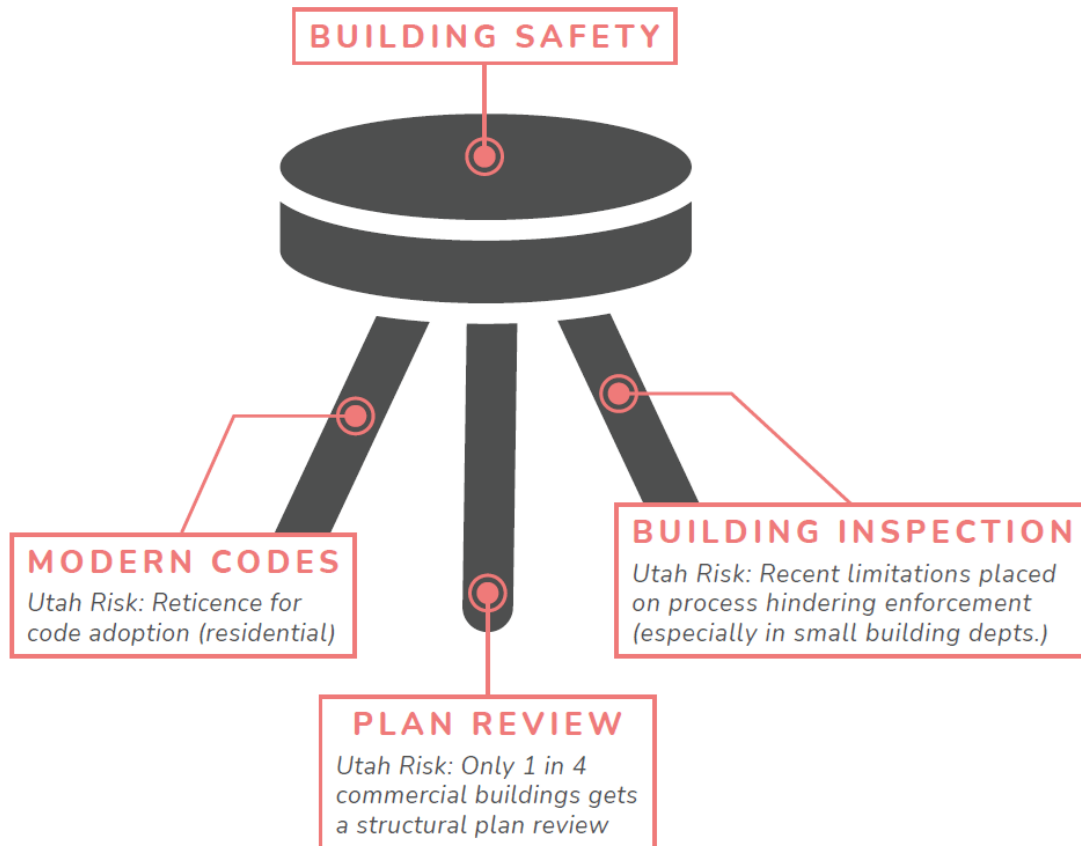 BUILDING SAFETY
MODERN CODES
Utah Risk: Reticence for
code adoption (residential)
BUILDING INSPECTION
Utah Risk: Recent limitations placed
on process hindering enforcement
(especially in small building depts.)
PLAN REVIEW
Utah Risk: Only 1 in 4
commercial buildings gets
a structural plan review